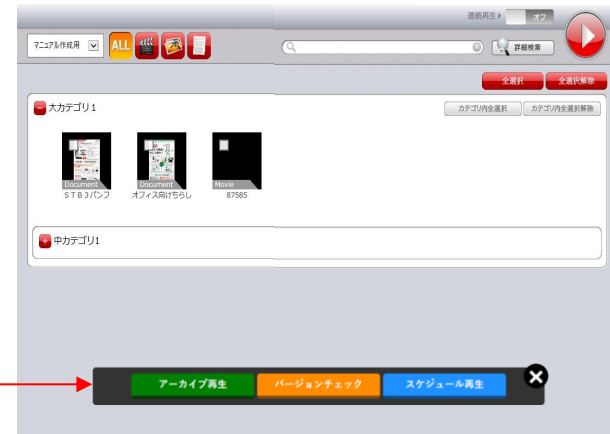 連続再生 オフ
マニュアル作成用 ALL 詳細検索
全選択 全選択解除
大カテゴリ1 カテゴリ内全選択 カテゴリ内全選択解除
Document Document Movie
STB3パンフ オフィス向けちらし 87585
中カテゴリ1
アーカイブ再生 バージョンチェック スケジュール再生